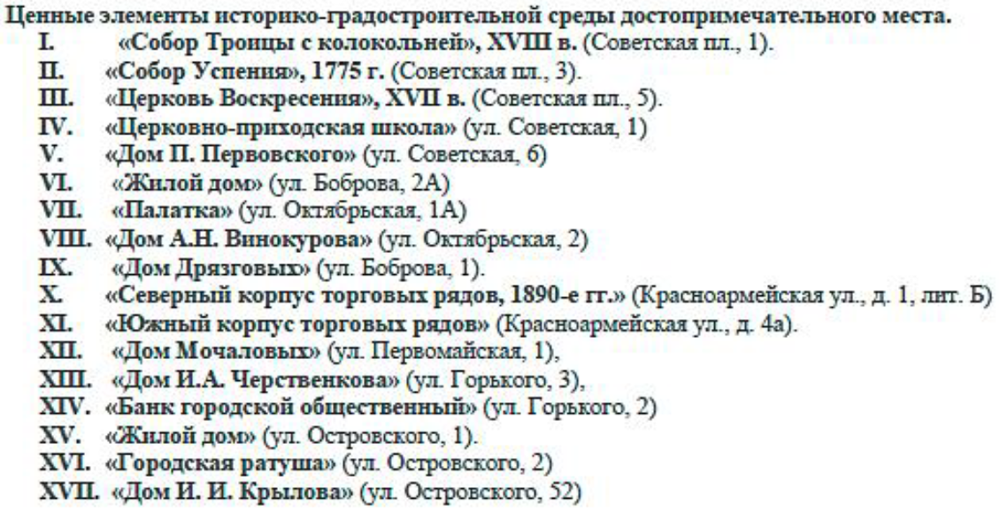 Ценные элементы историко-градостроительной среды достопримечательного места.
I. «Собор Троицы с колокольней», XVIII в. (Советская пл., 1).
II. «Собор Успения», 1775 г. (Советская пл., 3).
III. «Церковь Воскресения», XVII в. (Советская пл., 5).
IV. «Церковно-приходская школа» (ул. Советская, 1)
V. «Дом П. Первовского» (ул. Советская, 6)
VI. «Жилой дом» (ул. Боброва, 2А)
VII. «Палатка» (ул. Октябрьская, 1А)
VIII. «Дом А.Н. Винокурова» (ул. Октябрьская, 2)
IX. «Дом Дрязговых» (ул. Боброва, 1).
X. «Северный корпус торговых рядов, 1890-е гг.» (Красноармейская ул., д. 1, лит. Б)
XI. «Южный корпус торговых рядов» (Красноармейская ул., д. 4а).
XII. «Дом Мочаловых» (ул. Первомайская, 1),
XIII. «Дом И.А. Черственкова» (ул. Горького, 3),
XIV. «Банк городской общественный» (ул. Горького, 2)
XV. «Жилой дом» (ул. Островского, 1).
XVI. «Городская ратуша» (ул. Островского, 2)
XVII. «Дом И. И. Крылова» (ул. Островского, 52)